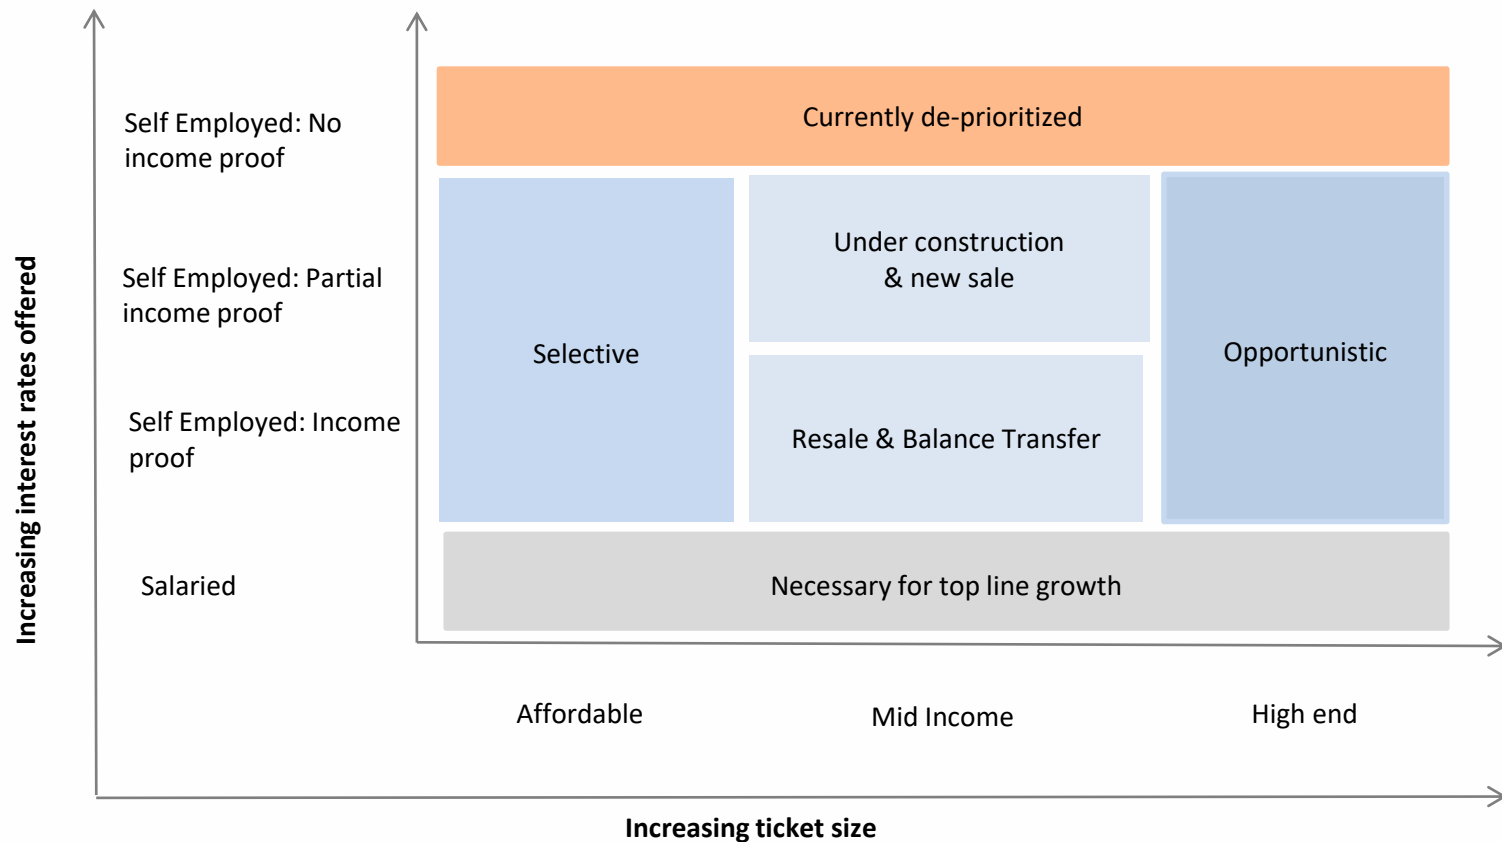 Increasing interest rates offered
Self Employed: No
income proof
Currently de-prioritized
Self Employed: Partial
income proof
Under construction
& new sale
Selective
Opportunistic
Self Employed: Income
proof
Resale & Balance Transfer
Salaried
Necessary for top line growth
Affordable
Mid Income
High end
Increasing ticket size